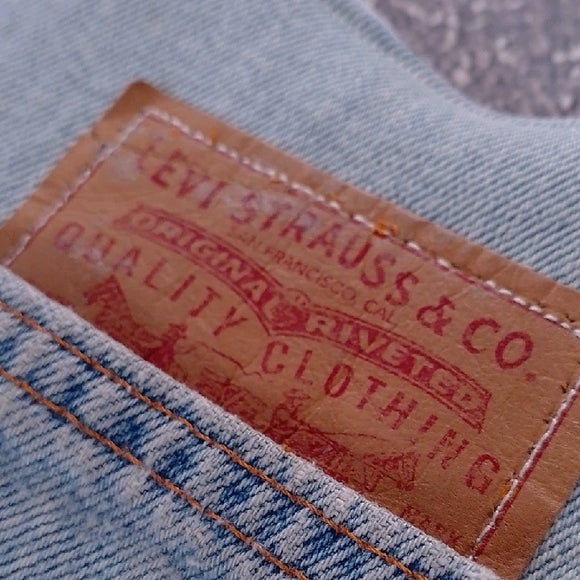 LEVI STRAUSS & CO.
SAN FRANCISCO, CAL.
ORIGINAL RIVETED
QUALITY CLOTHING